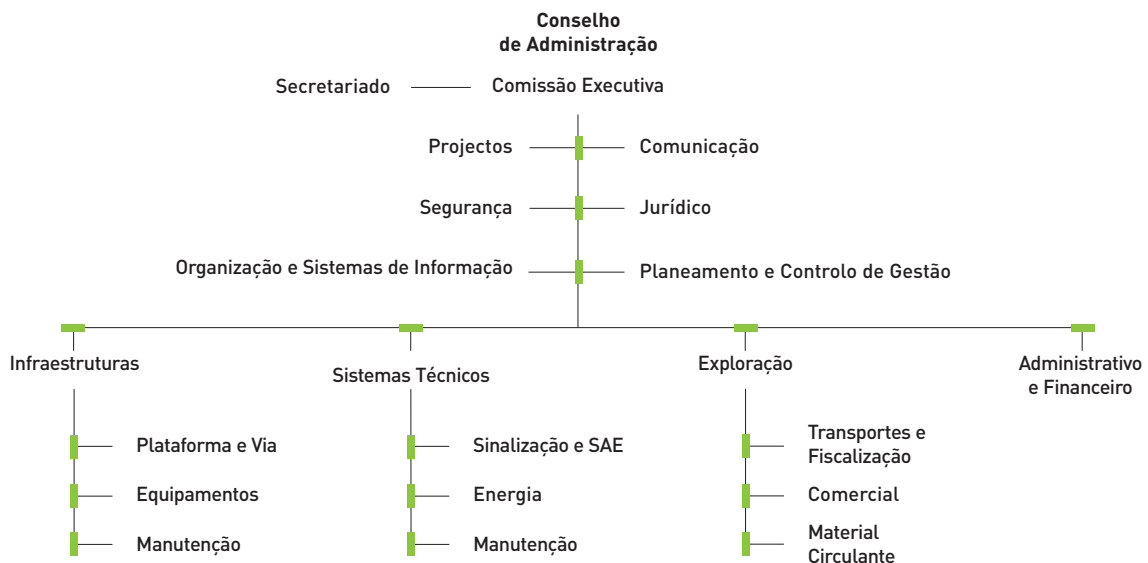 Conselho
de Administração
Secretariado
Comissão Executiva
Projectos
Comunicação
Segurança
Jurídico
Organização e Sistemas de Informação
Planeamento e Controlo de Gestão
Infraestruturas
Sistemas Técnicos
Exploração
Administrativo
e Financeiro
Plataforma e Via
Equipamentos
Manutenção
Sinalização e SAE
Energia
Manutenção
Transportes e
Fiscalização
Comercial
Material
Circulante